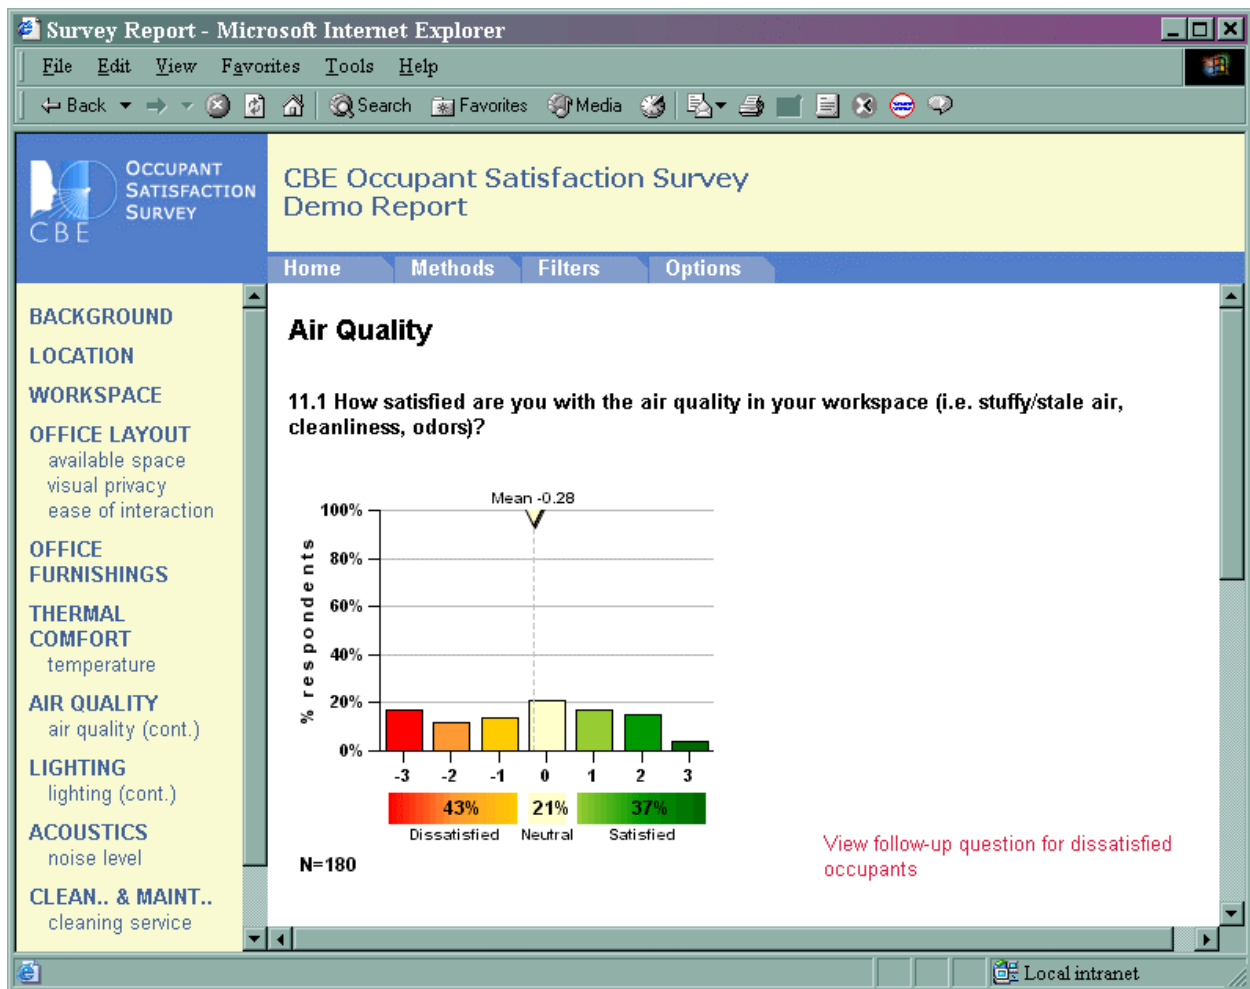 Survey Report - Microsoft Internet Explorer
File Edit View Favorites Tools Help
Back Search Favorites Media
OCCUPANT
SATISFACTION
SURVEY
CBE
CBE Occupant Satisfaction Survey
Demo Report
Home Methods Filters Options
BACKGROUND
LOCATION
WORKSPACE
OFFICE LAYOUT
available space
visual privacy
ease of interaction
OFFICE
FURNISHINGS
THERMAL
COMFORT
temperature
AIR QUALITY
air quality (cont.)
LIGHTING
lighting (cont.)
ACOUSTICS
noise level
CLEAN.. & MAINT..
cleaning service
Air Quality
11.1 How satisfied are you with the air quality in your workspace (i.e. stuffy/stale air,
cleanliness, odors)?
Mean -0.28
% respondents
100%
80%
60%
40%
20%
0%
-3 -2 -1 0 1 2 3
43% 21% 37%
Dissatisfied Neutral Satisfied
N=180
View follow-up question for dissatisfied
occupants
Local intranet